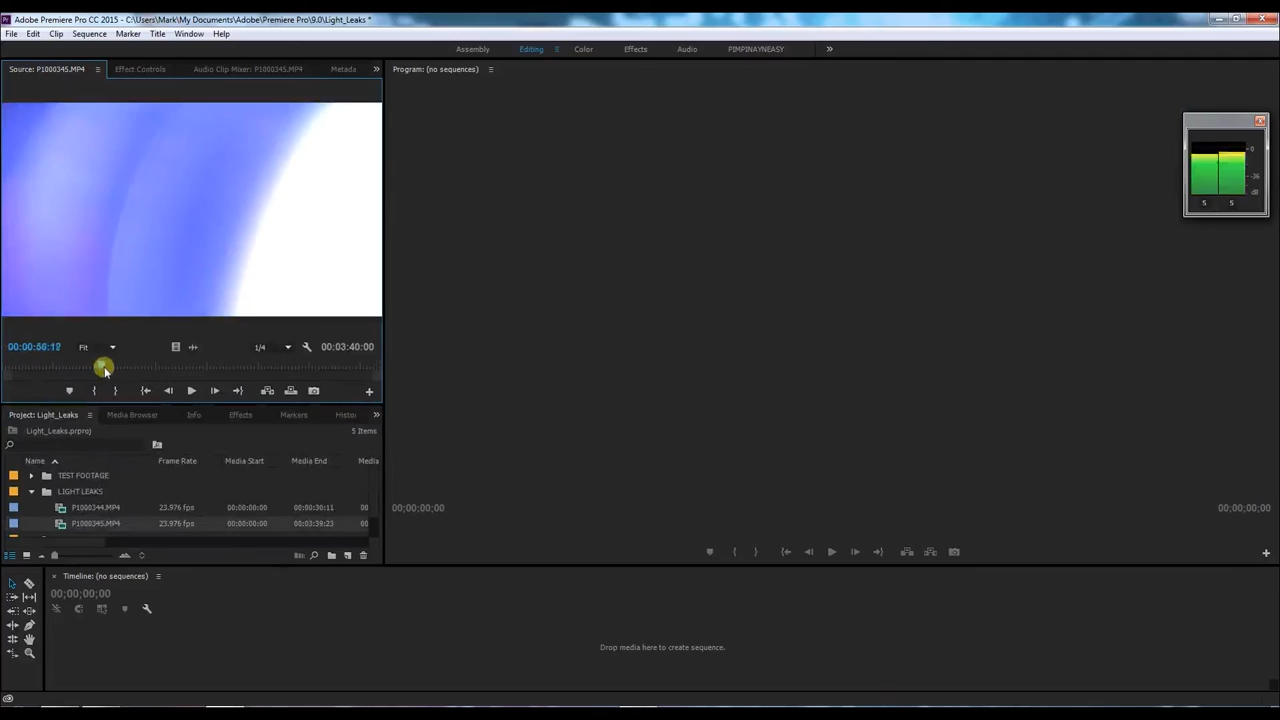 Adobe Premiere Pro CC 2015 - C:\Users\Mark\My Documents\Adobe\Premiere Pro\9.0\Light_Leaks *
File Edit Clip Sequence Marker Title Window Help
Assembly Editing Color Effects Audio PIMPINAYNEASY
Source: P1000345.MP4 Effect Controls Audio Clip Mixer: P1000345.MP4 Metada Program: (no sequences)
0
-36
dB
S S
00:00:56:12 Fit 1/4 00:03:40:00
Project: Light_Leaks Media Browser Info Effects Markers Histor
Light_Leaks.prproj 5 Items
Name Frame Rate Media Start Media End Media
TEST FOOTAGE
LIGHT LEAKS
P1000344.MP4 23.976 fps 00:00:00:00 00:00:30:11 00
P1000345.MP4 23.976 fps 00:00:00:00 00:03:39:23 00
00;00;00;00 00;00;00;00
Timeline: (no sequences)
00;00;00;00
Drop media here to create sequence.